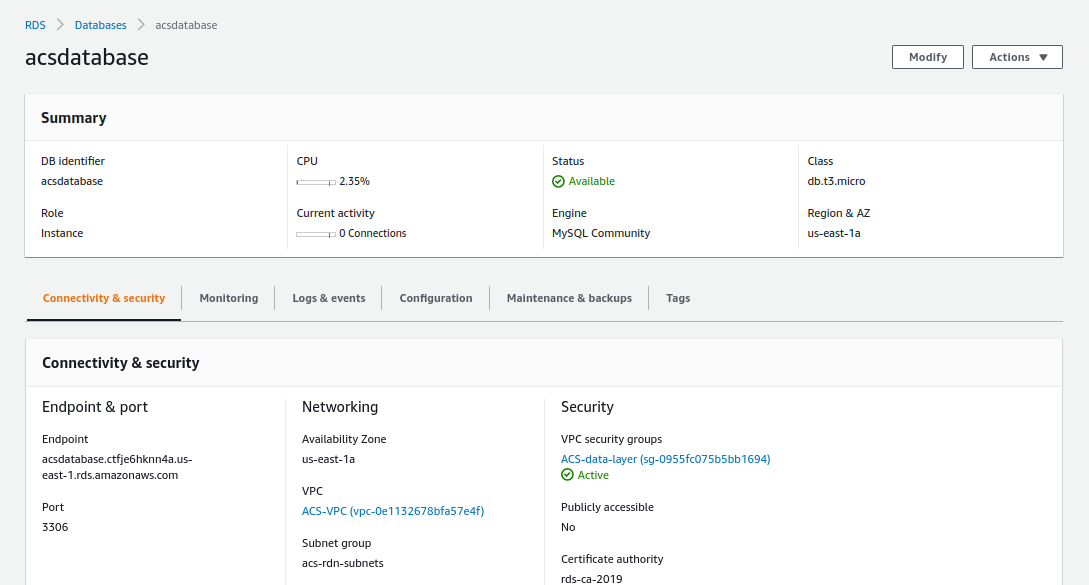 RDS > Databases > acsdatabase
acsdatabase
Modify
Actions ▼
Summary
DB identifier
acsdatabase
CPU
2.35%
Status
Available
Class
db.t3.micro
Role
Instance
Current activity
0 Connections
Engine
MySQL Community
Region & AZ
us-east-1a
Connectivity & security
Monitoring
Logs & events
Configuration
Maintenance & backups
Tags
Connectivity & security
Endpoint & port
Endpoint
acsdatabase.ctfje6hknn4a.us-
east-1.rds.amazonaws.com
Port
3306
Networking
Availability Zone
us-east-1a
VPC
ACS-VPC (vpc-0e1132678bfa57e4f)
Subnet group
acs-rdn-subnets
Security
VPC security groups
ACS-data-layer (sg-0955fc075b5bb1694)
Active
Publicly accessible
No
Certificate authority
rds-ca-2019